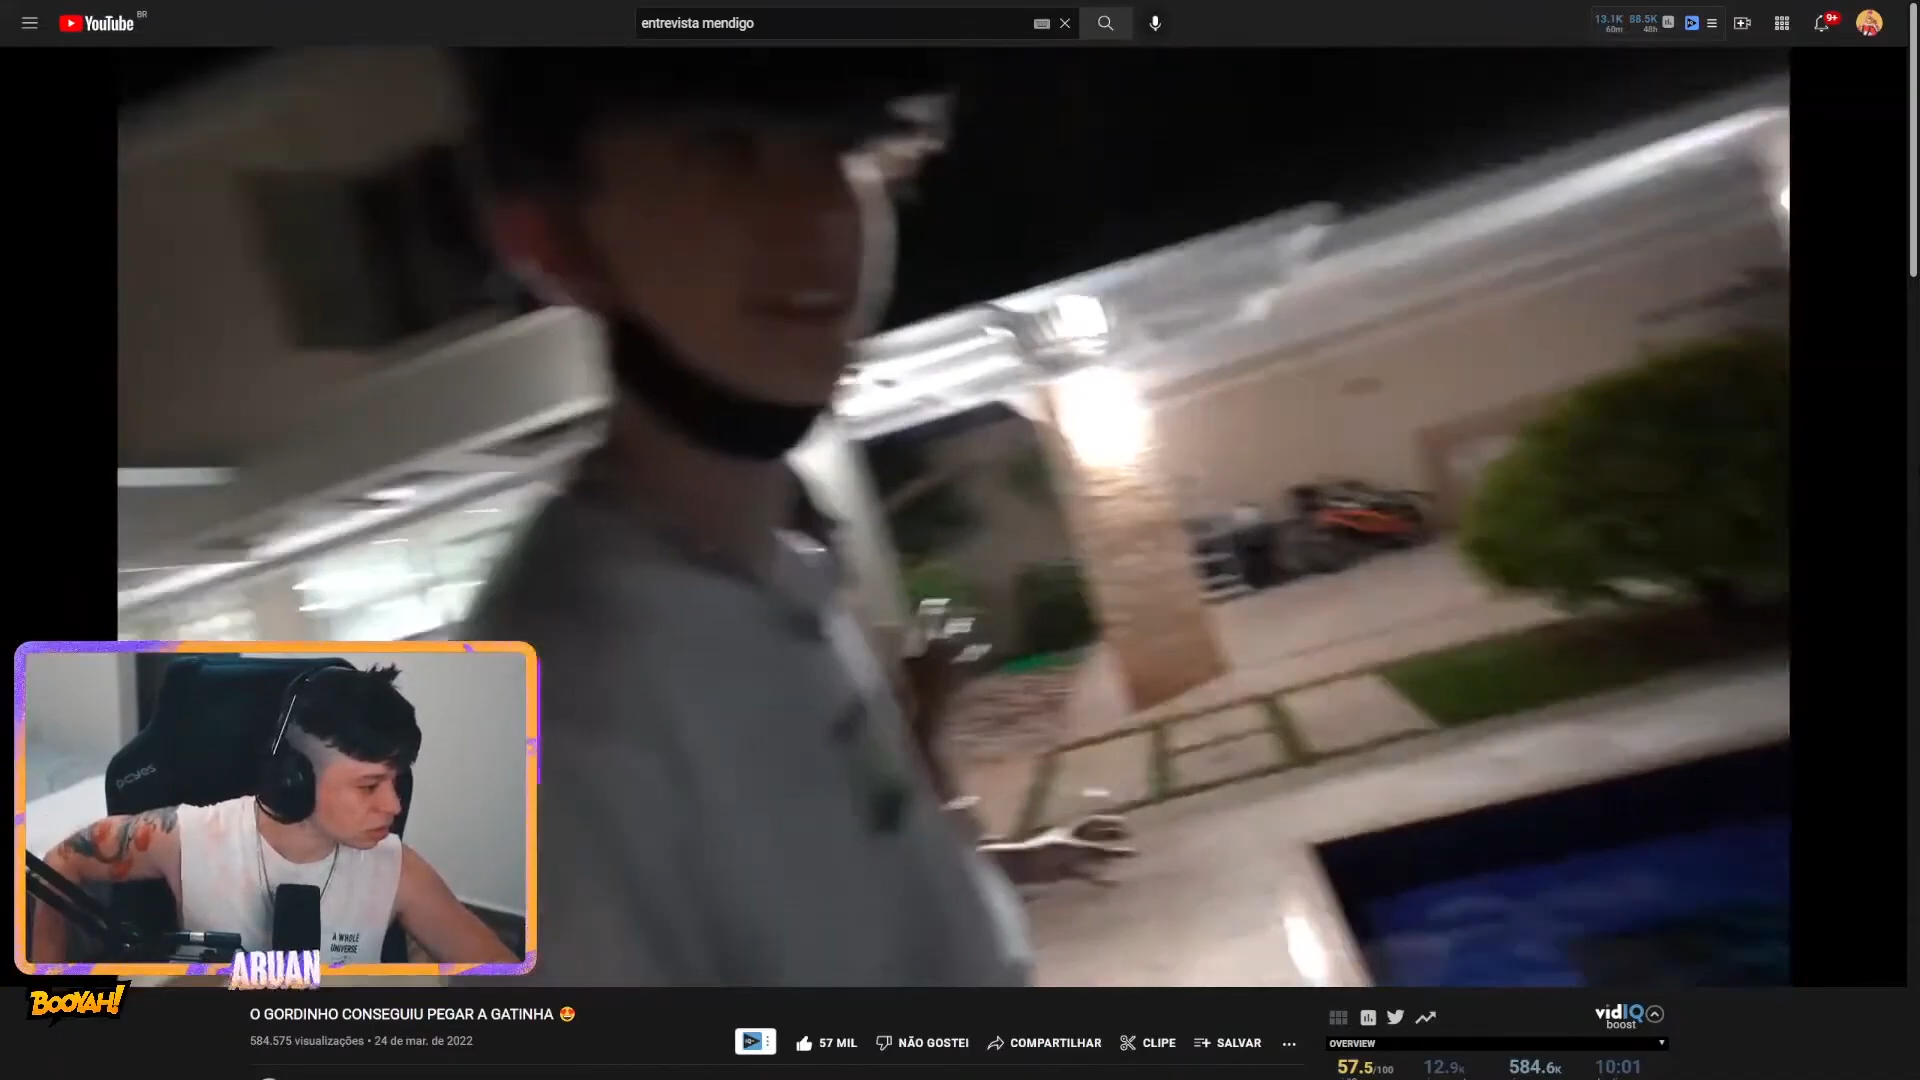 YouTube BR
entrevista mendigo
13.1K 88.5K
60m 48h
9+
pcyes
A WHOLE
UNIVERSE
ARUAN
BOOYAH!
O GORDINHO CONSEGUIU PEGAR A GATINHA 🤩
584.575 visualizações • 24 de mar. de 2022
57 MIL
NÃO GOSTEI
COMPARTILHAR
CLIPE
SALVAR
vidIQ
boost
OVERVIEW
57.5/100 12.9K 584.6K 10:01